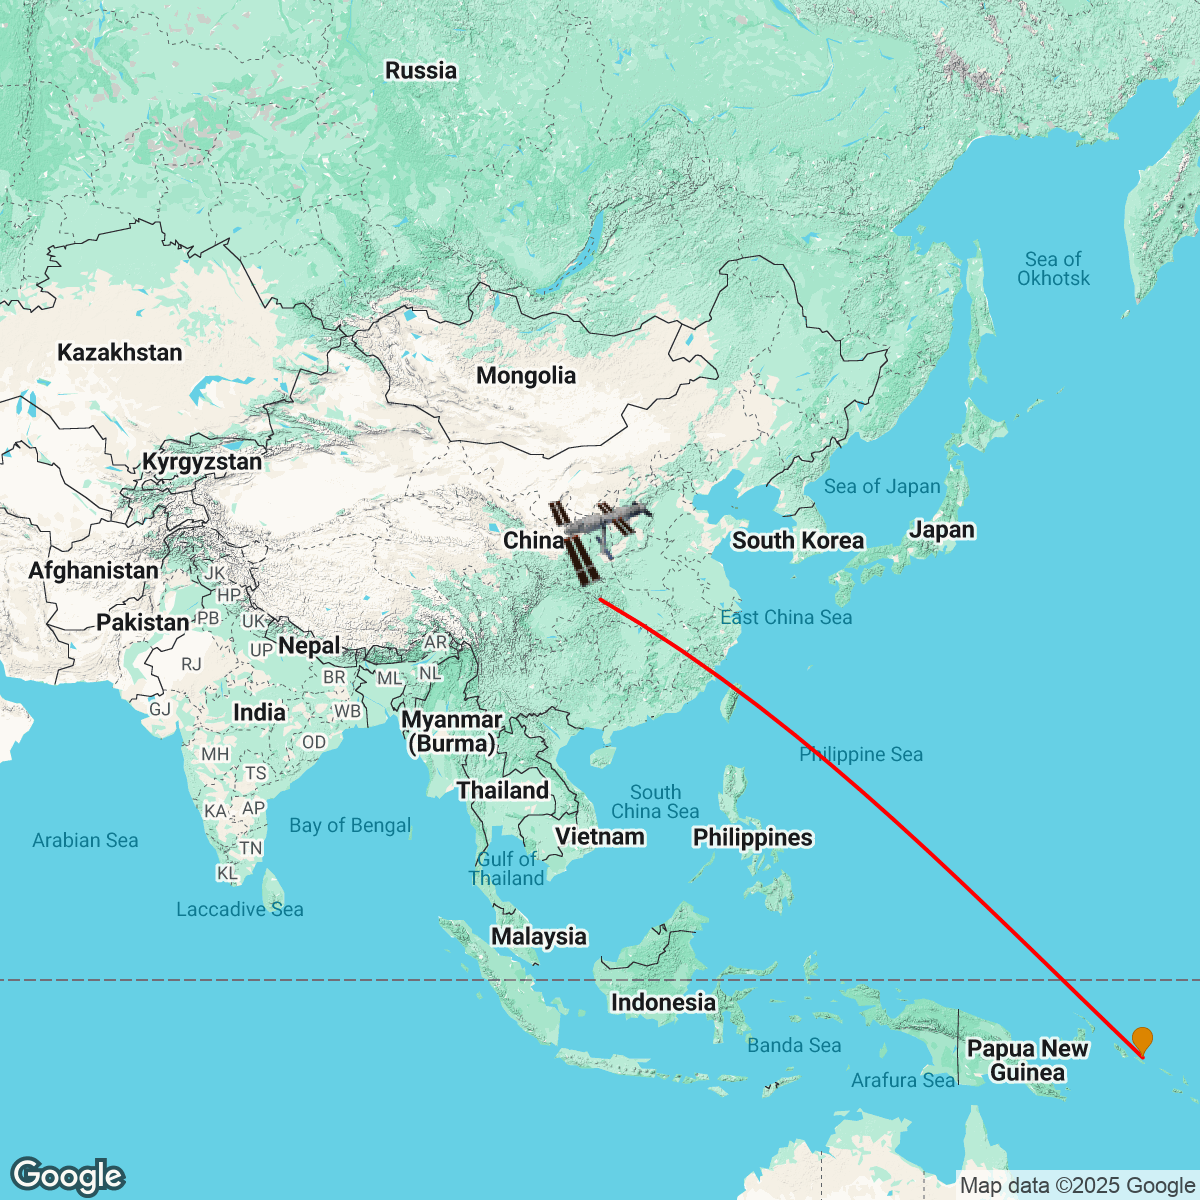 Russia
Sea of
Okhotsk
Kazakhstan
Mongolia
Kyrgyzstan
Sea of Japan
Japan
China
South Korea
Afghanistan
JK
HP
Pakistan
PB
UK
East China Sea
Nepal
AR
UP
RJ
BR
ML
NL
GJ
India
WB
Myanmar
(Burma)
OD
MH
Philippine Sea
TS
Thailand
South
China Sea
KA
AP
Bay of Bengal
Vietnam
Philippines
Arabian Sea
TN
Gulf of
Thailand
KL
Laccadive Sea
Malaysia
Indonesia
Banda Sea
Papua New
Guinea
Arafura Sea
Google
Map data ©2025 Google